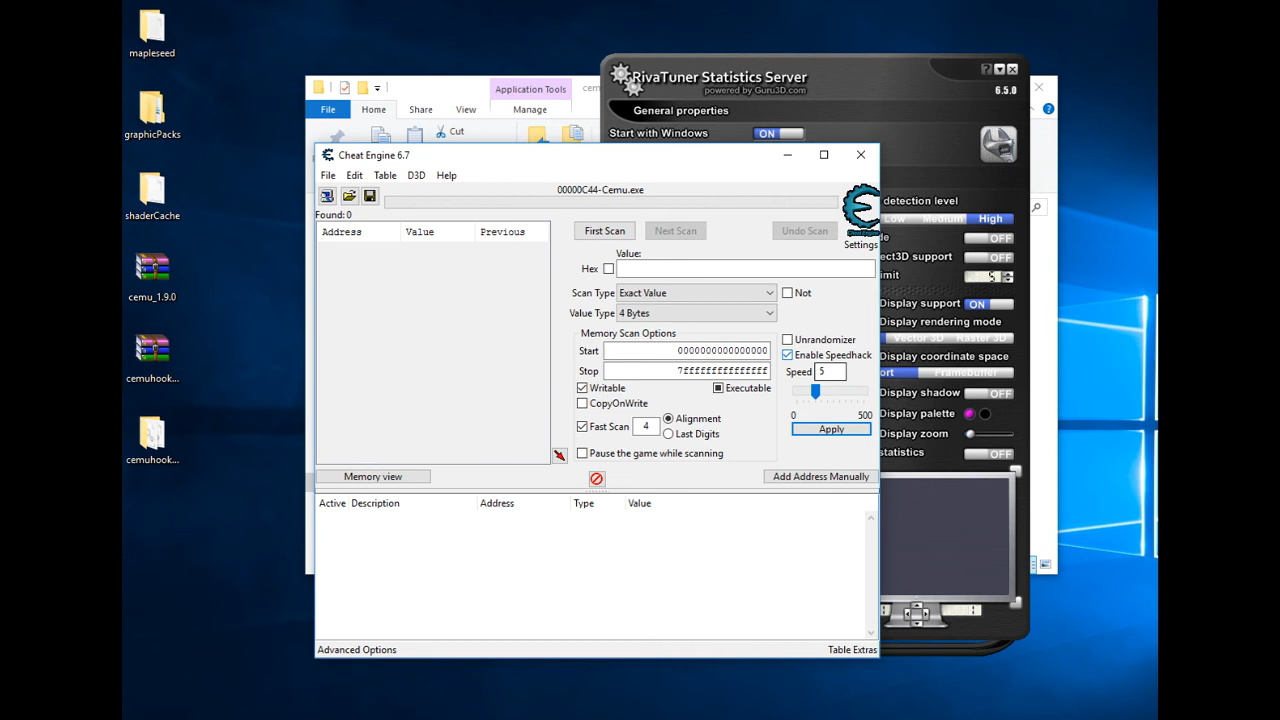 mapleseed
graphicPacks
shaderCache
cemu_1.9.0
cemuhook...
cemuhook...
Application Tools
File
Home
Share
View
Manage
Cut
RivaTuner Statistics Server
powered by Guru3D.com
6.5.0
General properties
Start with Windows
ON
detection level
Low
Medium
High
OFF
OFF
5
Display support
ON
Display rendering mode
Vector 3D
Raster 3D
Display coordinate space
Framebuffer
Display shadow
OFF
Display palette
Display zoom
OFF
Cheat Engine 6.7
File Edit Table D3D Help
00000C44-Cemu.exe
Found: 0
Address Value Previous
First Scan Next Scan Undo Scan
Cheat Engine
Settings
Value:
Hex
Scan Type Exact Value
Not
Value Type 4 Bytes
Memory Scan Options
Start 0000000000000000
Stop 7fffffffffffffff
Writable Executable
CopyOnWrite
Fast Scan 4 Alignment
Last Digits
Pause the game while scanning
Unrandomizer
Enable Speedhack
Speed 5
0 500
Apply
Memory view
Add Address Manually
Active Description Address Type Value
Advanced Options
Table Extras